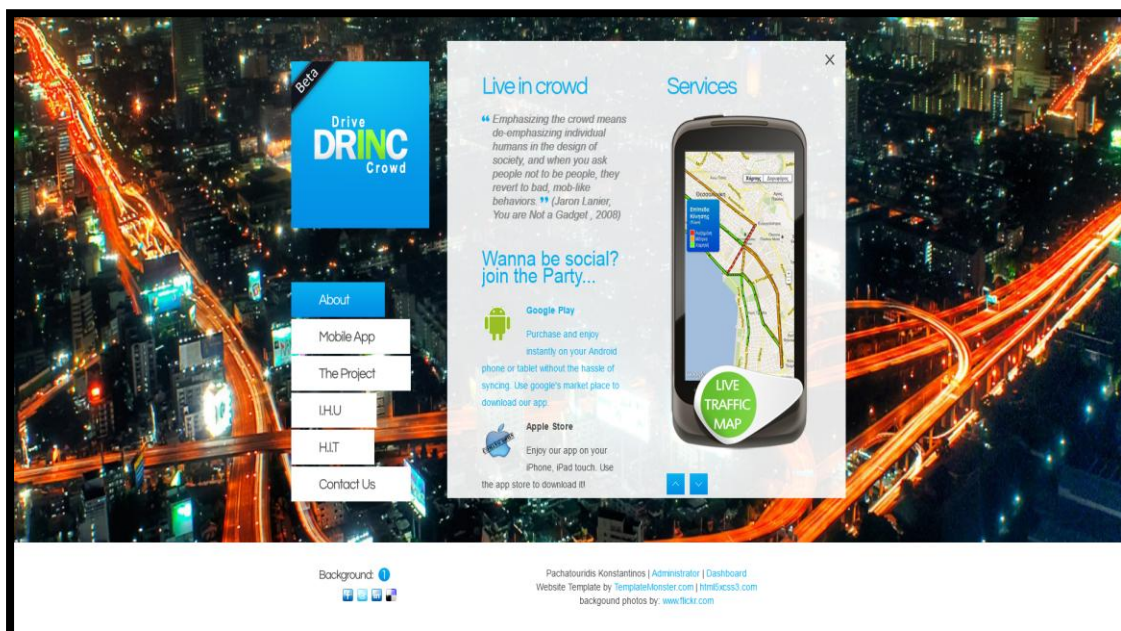 Beta
Drive
DRINC
Crowd
About
Mobile App
The Project
I.H.U
H.I.T
Contact Us
Live in crowd
❝ Emphasizing the crowd means
de-emphasizing individual
humans in the design of
society, and when you ask
people not to be people, they
revert to bad, mob-like
behaviors. ❞ (Jaron Lanier,
You are Not a Gadget , 2008)
Wanna be social?
join the Party...
Google Play
Purchase and enjoy
instantly on your Android
phone or tablet without the hassle of
syncing. Use google's market place to
download our app.
Apple Store
Enjoy our app on your
iPhone, iPad touch. Use
the app store to download it!
Services
X
Χάρτης
Θεσσαλονίκη
Επίπεδα
Κίνησης
LIVE
TRAFFIC
MAP
Background: 1
Pachatouridis Konstantinos | Administrator | Dashboard
Website Template by TemplateMonster.com | html5xcss3.com
backgound photos by: www.flickr.com